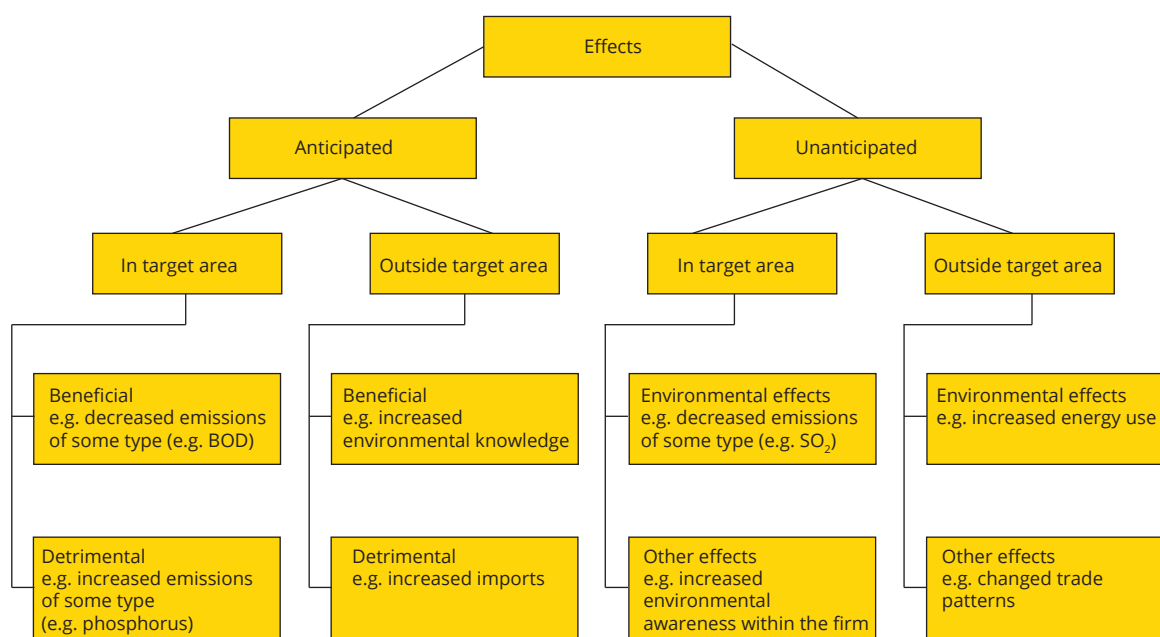 Effects
Anticipated
Unanticipated
In target area
Outside target area
In target area
Outside target area
Beneficial
e.g. decreased emissions
of some type (e.g. BOD)
Beneficial
e.g. increased
environmental knowledge
Environmental effects
e.g. decreased emissions
of some type (e.g. SO₂)
Environmental effects
e.g. increased energy use
Detrimental
e.g. increased emissions
of some type
(e.g. phosphorus)
Detrimental
e.g. increased imports
Other effects
e.g. increased
environmental
awareness within the firm
Other effects
e.g. changed trade
patterns